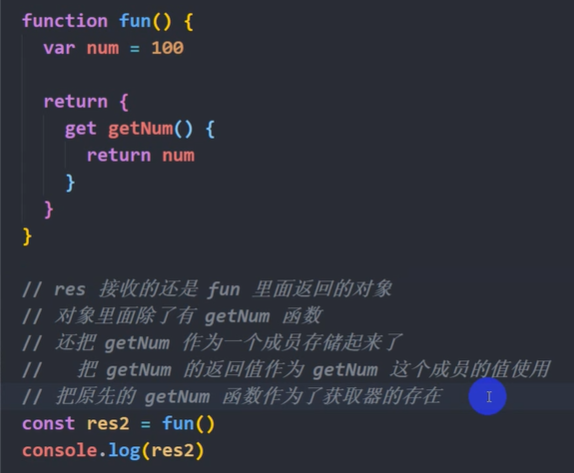 function fun() {
  var num = 100

  return {
    get getNum() {
      return num
    }
  }
}

// res 接收的还是 fun 里面返回的对象
// 对象里面除了有 getNum 函数
// 还把 getNum 作为一个成员存储起来了
//   把 getNum 的返回值作为 getNum 这个成员的值使用
// 把原先的 getNum 函数作为了获取器的存在
const res2 = fun()
console.log(res2)